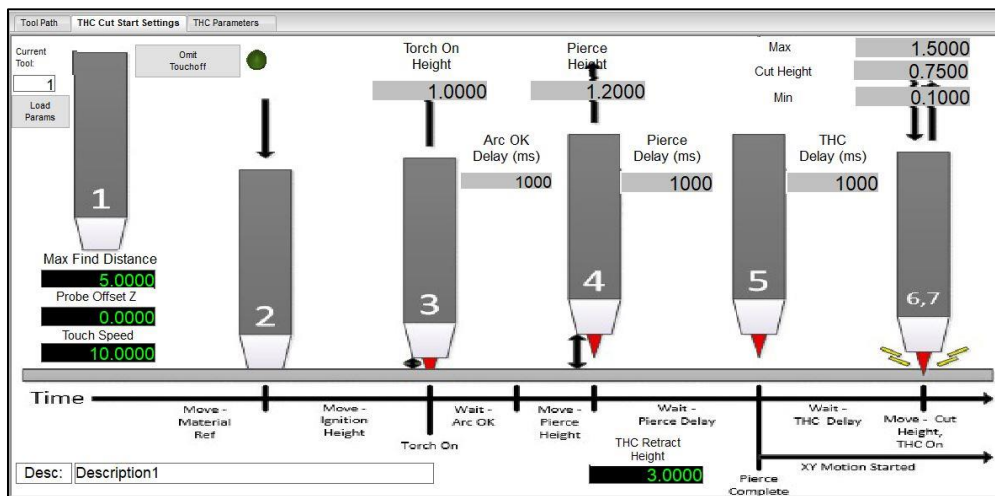 Tool Path THC Cut Start Settings THC Parameters
Current
Tool:
1
Load
Params
Omit
Touchoff
Torch On
Height
1.0000
Pierce
Height
1.2000
Max 1.5000
Cut Height 0.7500
Min 0.1000
Arc OK
Delay (ms)
1000
Pierce
Delay (ms)
1000
THC
Delay (ms)
1000
1
2
3
4
5
6,7
Max Find Distance
5.0000
Probe Offset Z
0.0000
Touch Speed
10.0000
Time
Move -
Material
Ref
Move -
Ignition
Height
Torch On
Wait -
Arc OK
Move -
Pierce
Height
Wait -
Pierce Delay
Wait -
THC Delay
Move - Cut
Height,
THC On
THC Retract
Height
3.0000
XY Motion Started
Pierce
Complete
Desc: Description1